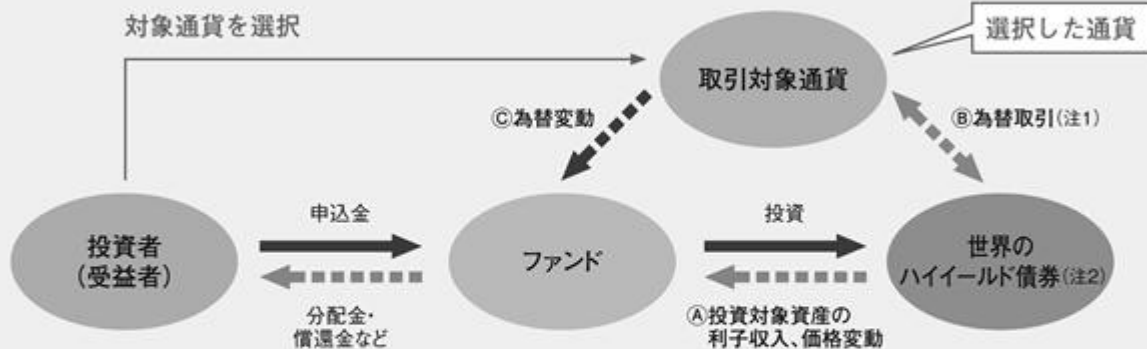 対象通貨を選択
選択した通貨
取引対象通貨
Ⓒ為替変動
Ⓑ為替取引(注1)
申込金
投資
投資者
(受益者)
ファンド
世界の
ハイイールド債券(注2)
分配金・
償還金など
Ⓐ投資対象資産の
利子収入、価格変動